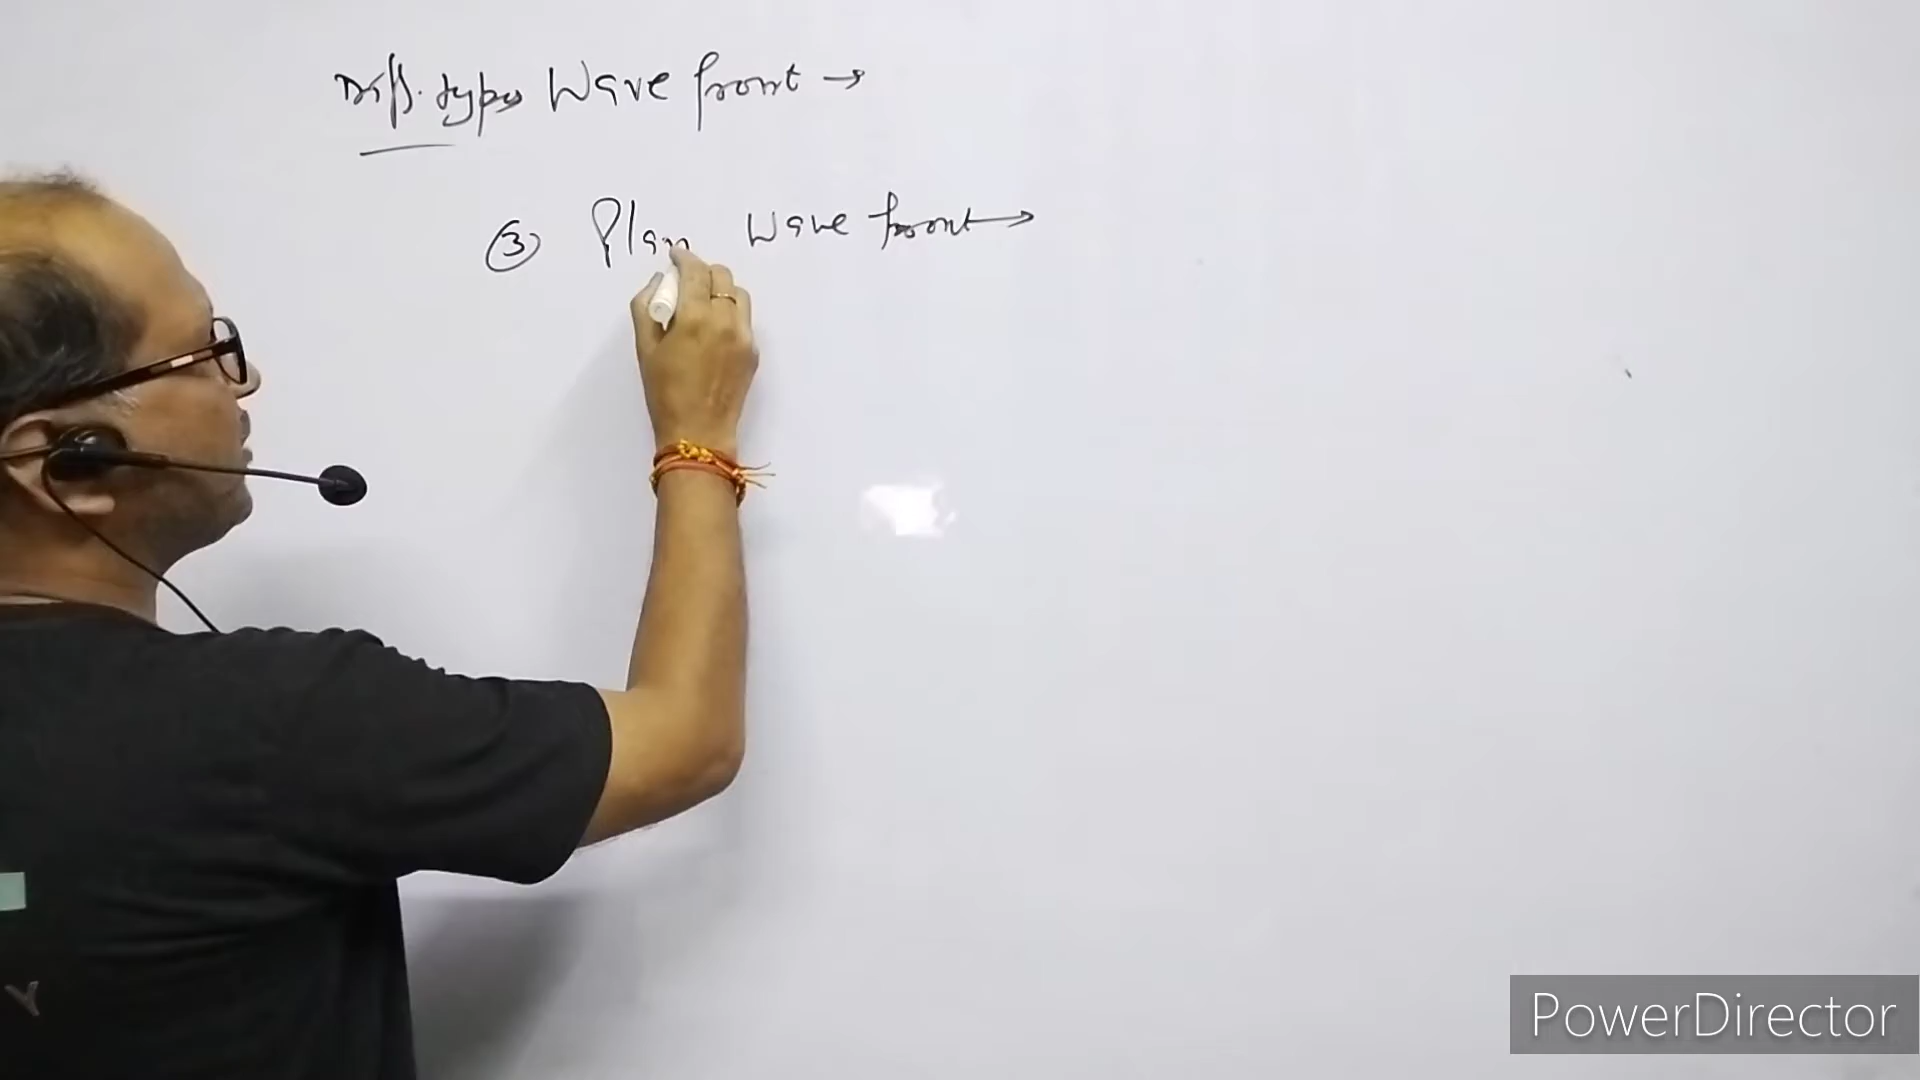 Diff. types Wave front →
③ Plan Wave front →
Y
PowerDirector